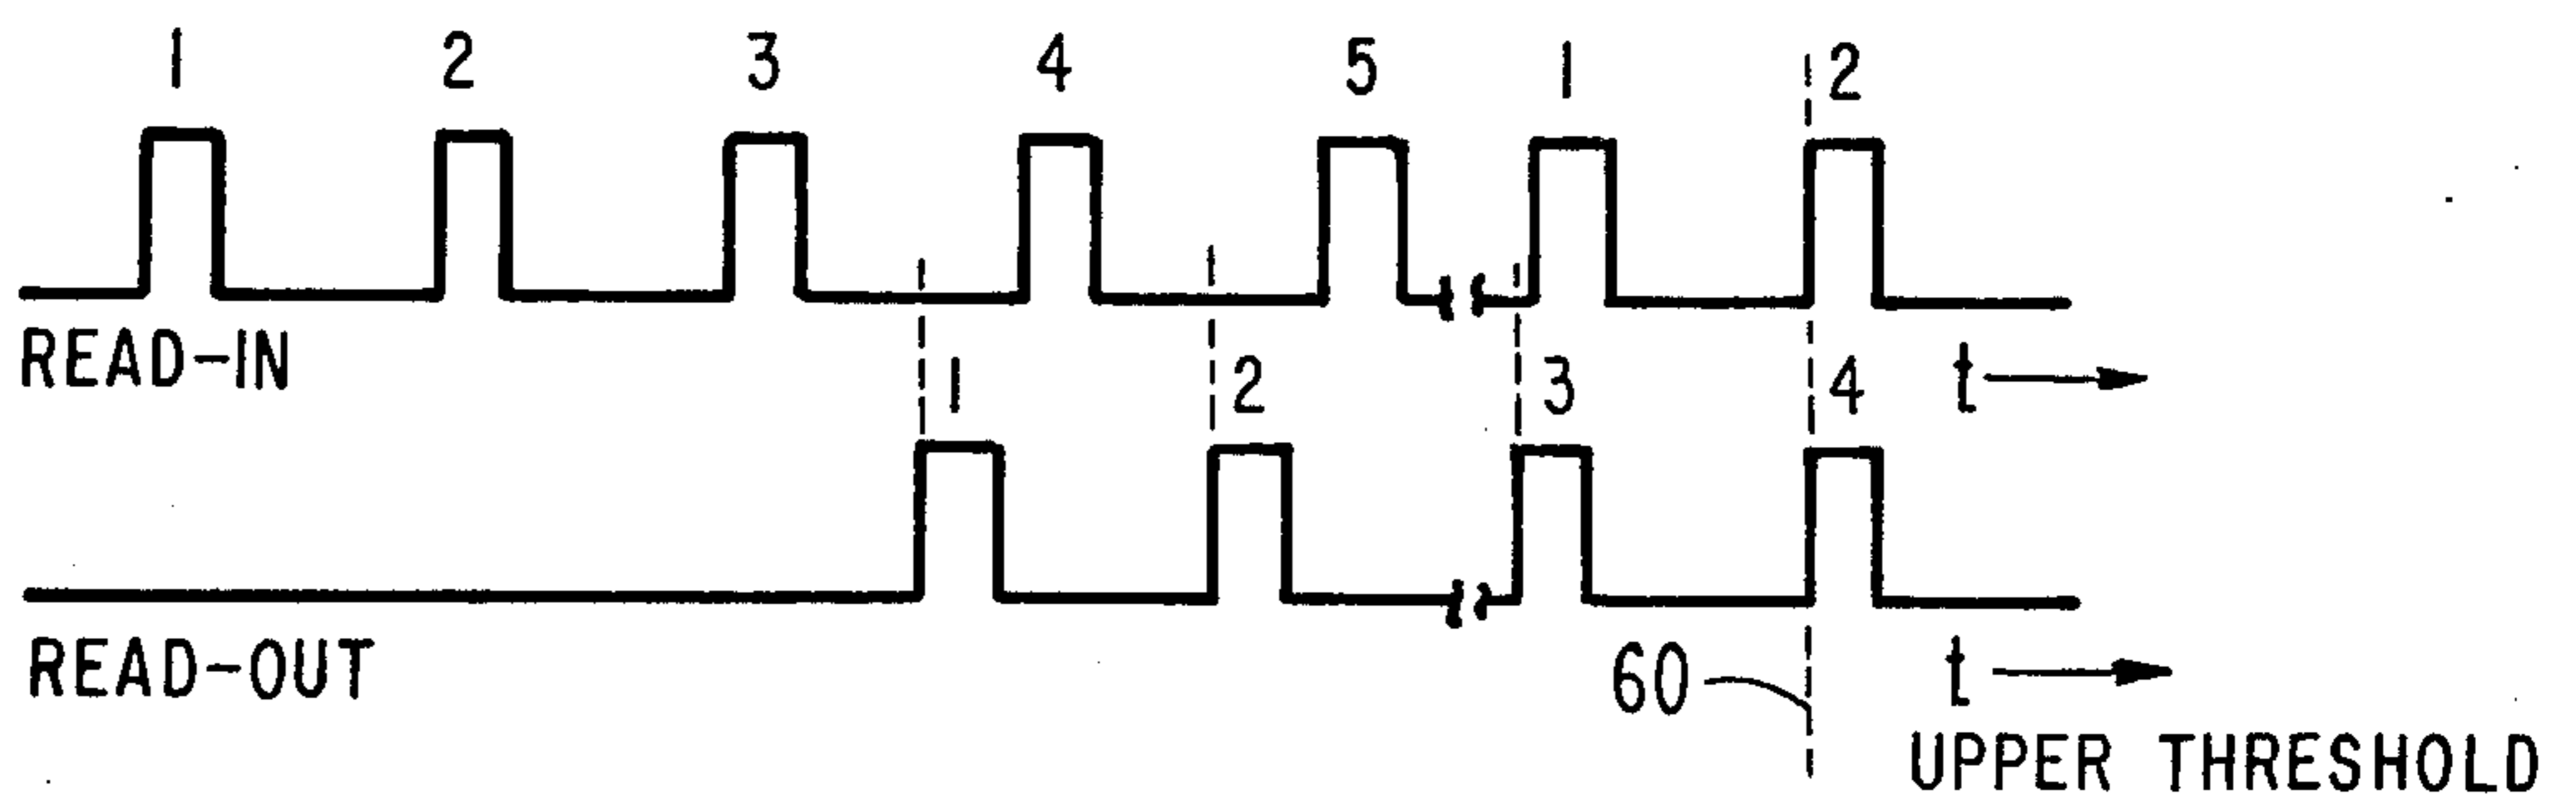 1 2 3 4 5 1 2
READ-IN
t
1 2 3 4
READ-OUT
60
t
UPPER THRESHOLD